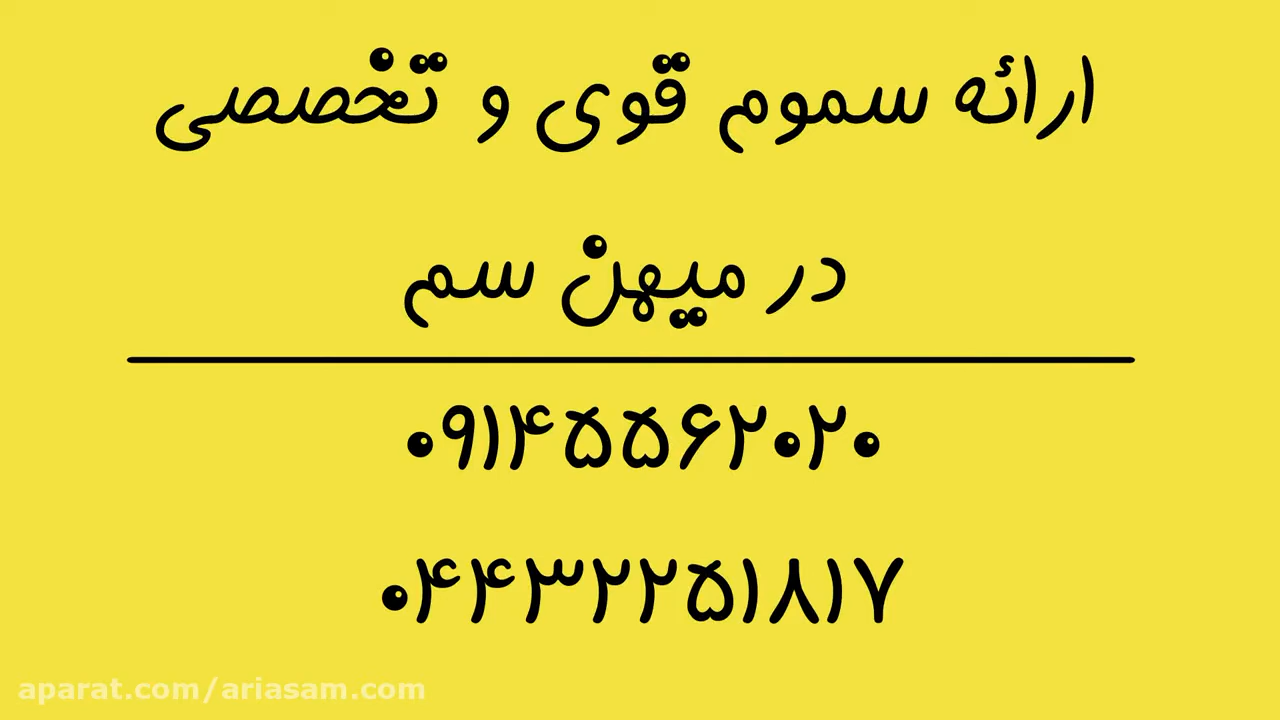 ارائه سموم قوی و تخصصی
در میهن سم
۰۹۱۴۵۵۶۲۰۲۰
۰۴۴۳۲۲۵۱۸۱۷
aparat.com/ariasam.com